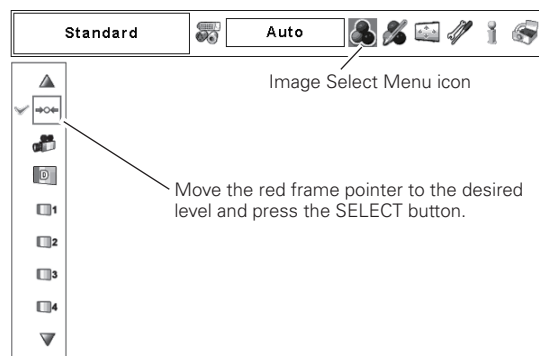 Standard
Auto
Image Select Menu icon
Move the red frame pointer to the desired
level and press the SELECT button.
D
1
2
3
4